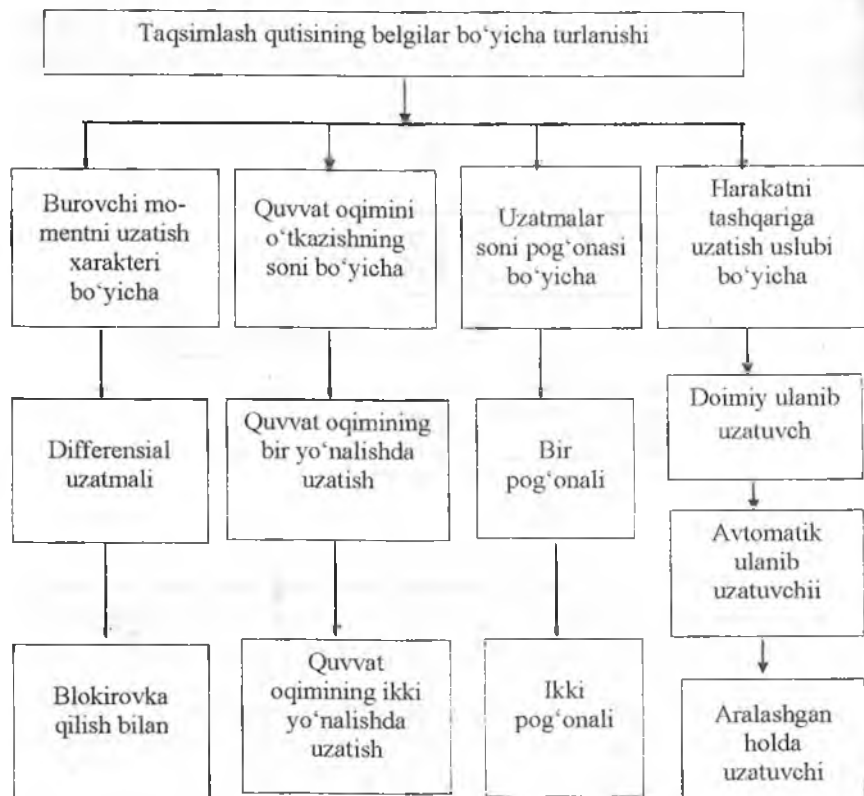 Taqsimlash qutisining belgilar bo‘yicha turlanishi
Burovchi mo-
mentni uzatish
xarakteri
bo‘yicha
Quvvat oqimini
o‘tkazishning
soni bo‘yicha
Uzatmalar
soni pog‘onasi
bo‘yicha
Harakatni
tashqariga
uzatish uslubi
bo‘yicha
Differensial
uzatmali
Quvvat oqimining
bir yo‘nalishda
uzatish
Bir
pog‘onali
Doimiy ulanib
uzatuvch
Avtomatik
ulanib
uzatuvchii
Blokirovka
qilish bilan
Quvvat
oqimining ikki
yo‘nalishda
uzatish
Ikki
pog‘onali
Aralashgan
holda
uzatuvchi